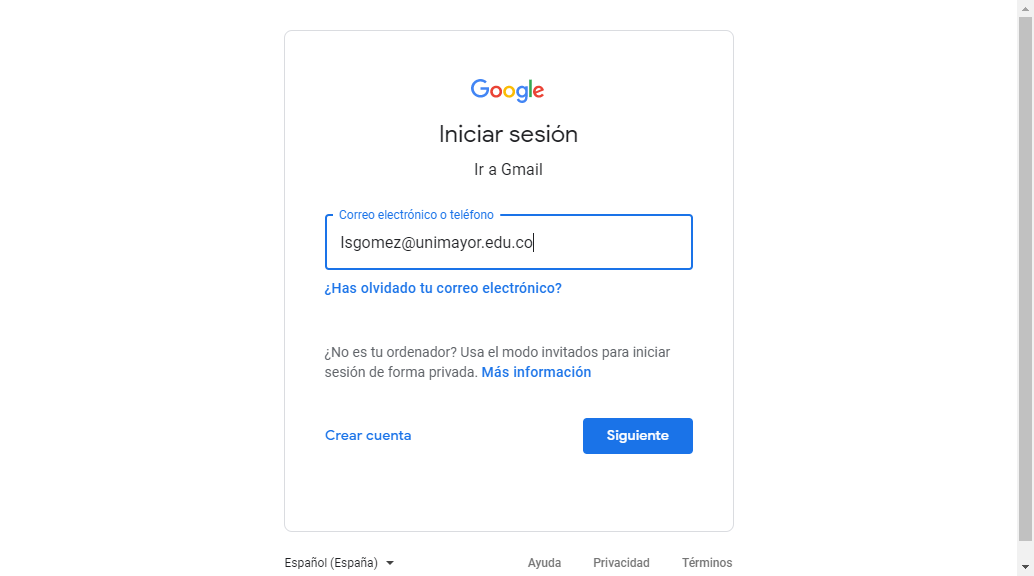 Google
Iniciar sesión
Ir a Gmail
Correo electrónico o teléfono
lsgomez@unimayor.edu.co
¿Has olvidado tu correo electrónico?
¿No es tu ordenador? Usa el modo invitados para iniciar
sesión de forma privada. Más información
Crear cuenta
Siguiente
Español (España)
Ayuda
Privacidad
Términos